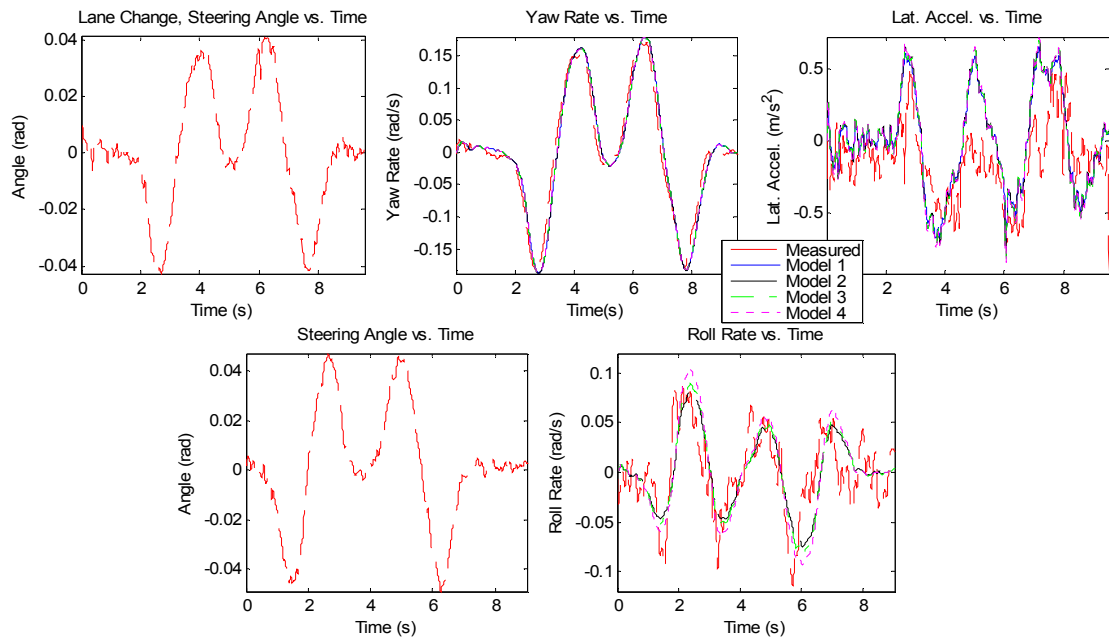 Lane Change, Steering Angle vs. Time
Yaw Rate vs. Time
Lat. Accel. vs. Time
0.04
0.02
0
-0.02
-0.04
Angle (rad)
0 2 4 6 8
Time (s)
0.15
0.1
0.05
0
-0.05
-0.1
-0.15
Yaw Rate (rad/s)
0 2 4 6 8
Time(s)
0.5
0
-0.5
Lat. Accel. (m/s²)
0 2 4 6 8
Time (s)
Measured
Model 1
Model 2
Model 3
Model 4
Steering Angle vs. Time
Roll Rate vs. Time
0.04
0.02
0
-0.02
-0.04
Angle (rad)
0 2 4 6 8
Time (s)
0.1
0.05
0
-0.05
-0.1
Roll Rate (rad/s)
0 2 4 6 8
Time (s)